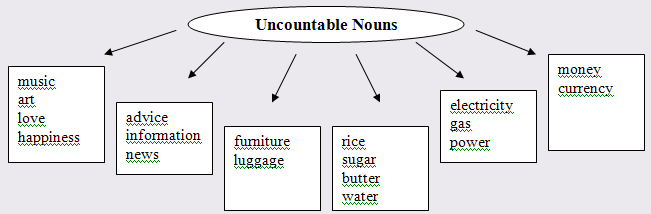 Uncountable Nouns
music
art
love
happiness
advice
information
news
furniture
luggage
rice
sugar
butter
water
electricity
gas
power
money
currency